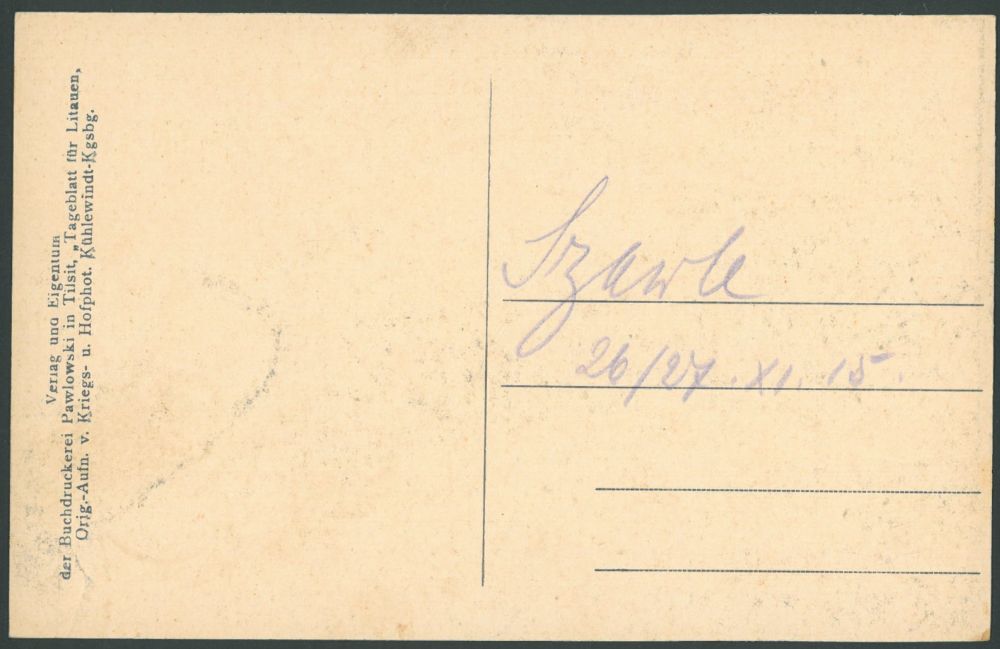 Verlag und Eigentum
der Buchdruckerei Pawlowski in Tilsit, „Tageblatt für Litauen,
Orig.-Aufn. v. Kriegs- u. Hofphot. Kühlewindt-Kgsbg.
Szawle
26/27. XI. 15.